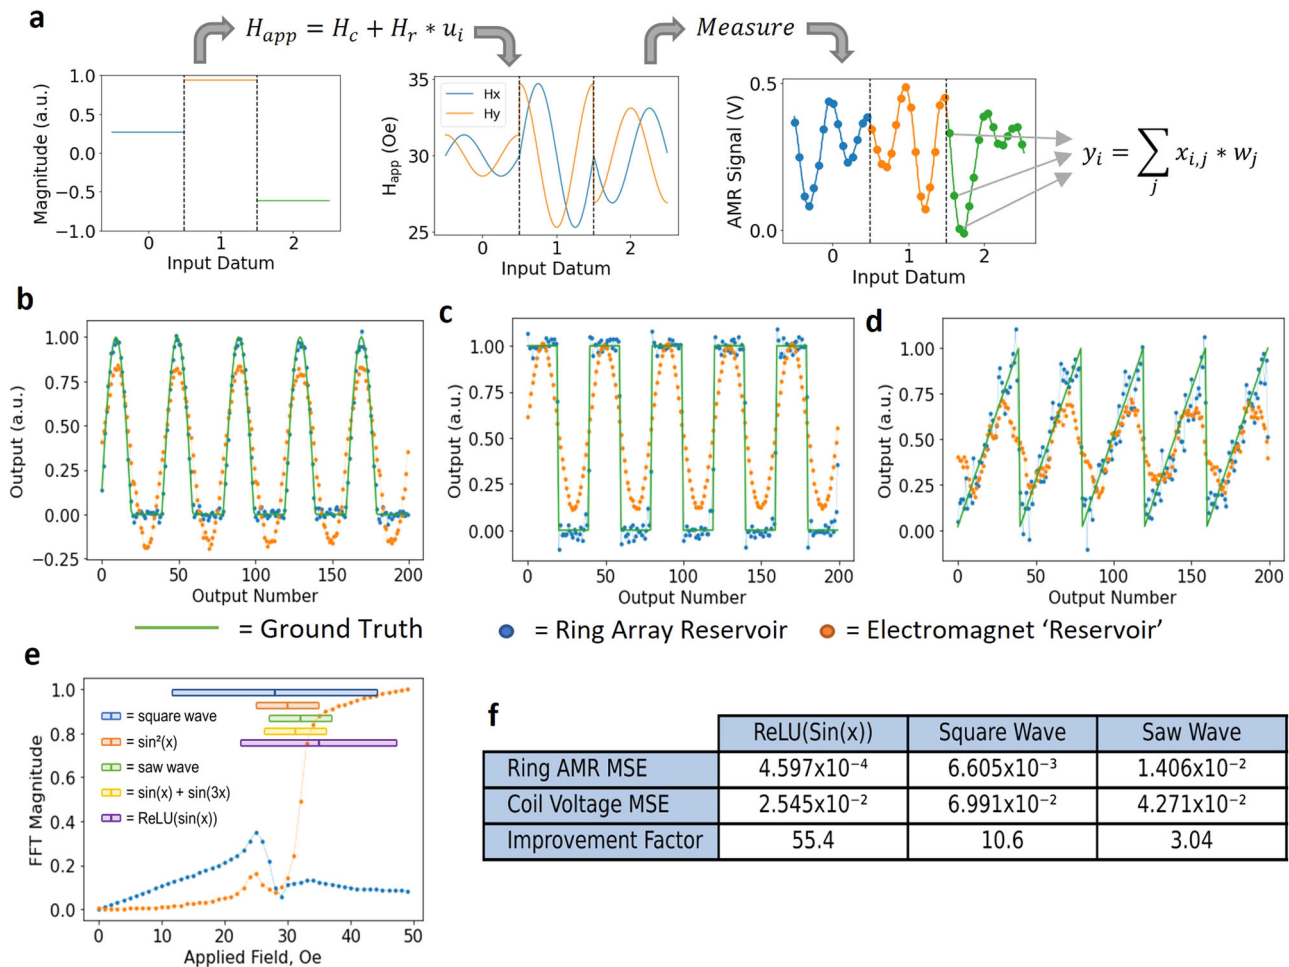 a
H_app = H_c + H_r * u_i
Measure
Magnitude (a.u.)
1.0
0.5
0.0
−0.5
−1.0
0 1 2
Input Datum
H_app (Oe)
35
30
25
Hx
Hy
0 1 2
Input Datum
AMR Signal (V)
0.5
0.0
0 1 2
Input Datum
y_i = ∑_j x_i,j * w_j
b
Output (a.u.)
1.00
0.75
0.50
0.25
0.00
−0.25
0 50 100 150 200
Output Number
c
Output (a.u.)
1.00
0.75
0.50
0.25
0.00
0 50 100 150 200
Output Number
d
Output (a.u.)
1.00
0.75
0.50
0.25
0.00
0 50 100 150 200
Output Number
= Ground Truth
= Ring Array Reservoir
= Electromagnet ‘Reservoir’
e
FFT Magnitude
1.0
0.8
0.6
0.4
0.2
0.0
= square wave
= sin²(x)
= saw wave
= sin(x) + sin(3x)
= ReLU(sin(x))
0 10 20 30 40 50
Applied Field, Oe
f
ReLU(Sin(x)) Square Wave Saw Wave
Ring AMR MSE 4.597x10⁻⁴ 6.605x10⁻³ 1.406x10⁻²
Coil Voltage MSE 2.545x10⁻² 6.991x10⁻² 4.271x10⁻²
Improvement Factor 55.4 10.6 3.04